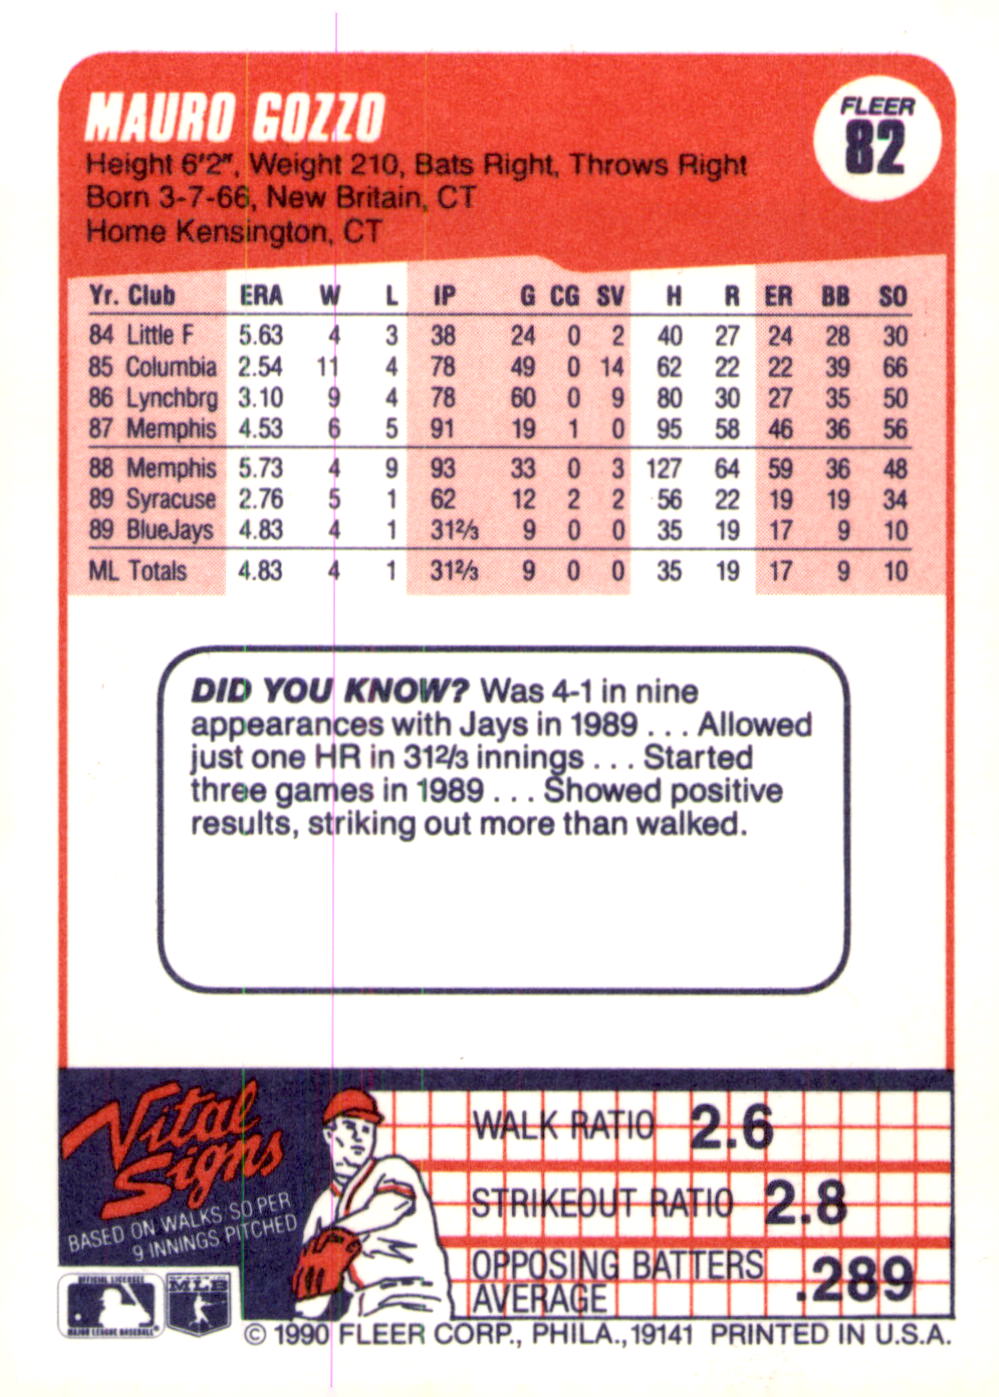 MAURO GOZZO
FLEER
82
Height 6'2", Weight 210, Bats Right, Throws Right
Born 3-7-66, New Britain, CT
Home Kensington, CT
Yr. Club ERA W L IP G CG SV H R ER BB SO
84 Little F 5.63 4 3 38 24 0 2 40 27 24 28 30
85 Columbia 2.54 11 4 78 49 0 14 62 22 22 39 66
86 Lynchbrg 3.10 9 4 78 60 0 9 80 30 27 35 50
87 Memphis 4.53 6 5 91 19 1 0 95 58 46 36 56
88 Memphis 5.73 4 9 93 33 0 3 127 64 59 36 48
89 Syracuse 2.76 5 1 62 12 2 2 56 22 19 19 34
89 BlueJays 4.83 4 1 312/3 9 0 0 35 19 17 9 10
ML Totals 4.83 4 1 312/3 9 0 0 35 19 17 9 10
DID YOU KNOW? Was 4-1 in nine
appearances with Jays in 1989 . . . Allowed
just one HR in 312/3 innings . . . Started
three games in 1989 . . . Showed positive
results, striking out more than walked.
Vital
Signs
BASED ON WALKS/SO PER
9 INNINGS PITCHED
WALK RATIO 2.6
STRIKEOUT RATIO 2.8
OPPOSING BATTERS
AVERAGE .289
OFFICIAL LICENSEE
MAJOR LEAGUE BASEBALL®
MLB
© 1990 FLEER CORP., PHILA., 19141 PRINTED IN U.S.A.